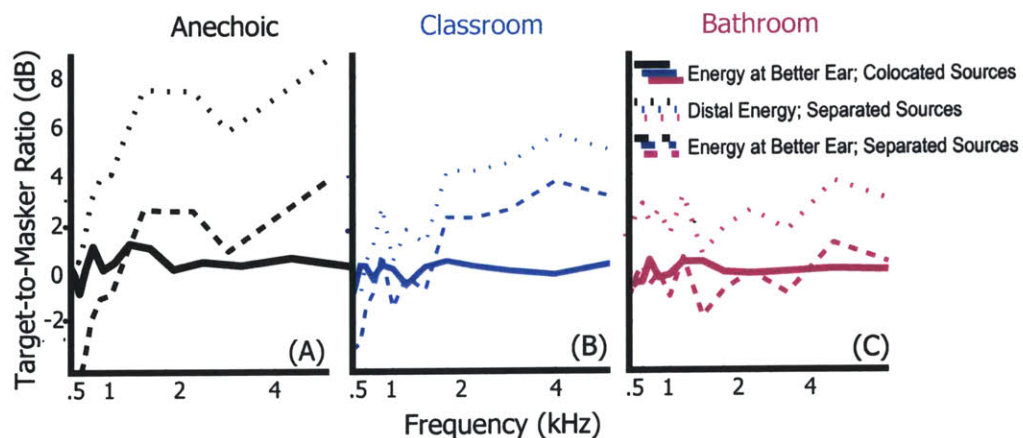 Anechoic
Classroom
Bathroom
Target-to-Masker Ratio (dB)
8
6
4
2
0
-2
Energy at Better Ear; Colocated Sources
Distal Energy; Separated Sources
Energy at Better Ear; Separated Sources
(A)
(B)
(C)
.5 1 2 4
.5 1 2 4
.5 1 2 4
Frequency (kHz)